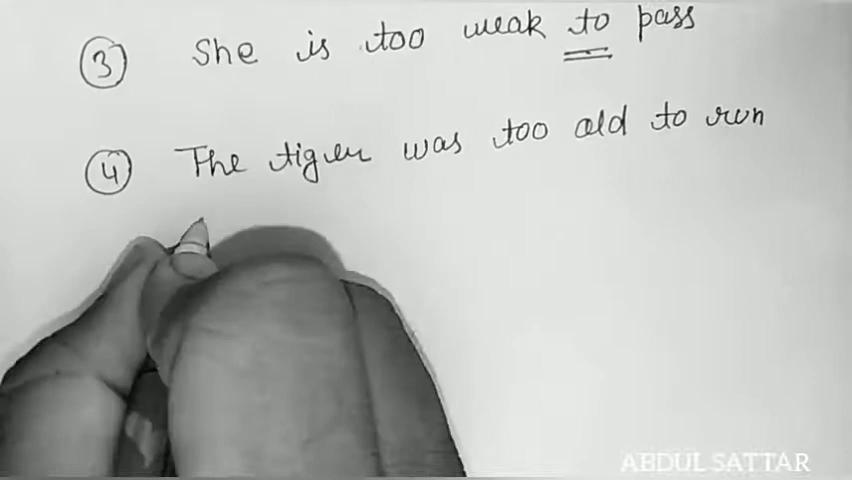 ③ She is too weak to pass
④ The tiger was too old to run
ABDUL SATTAR